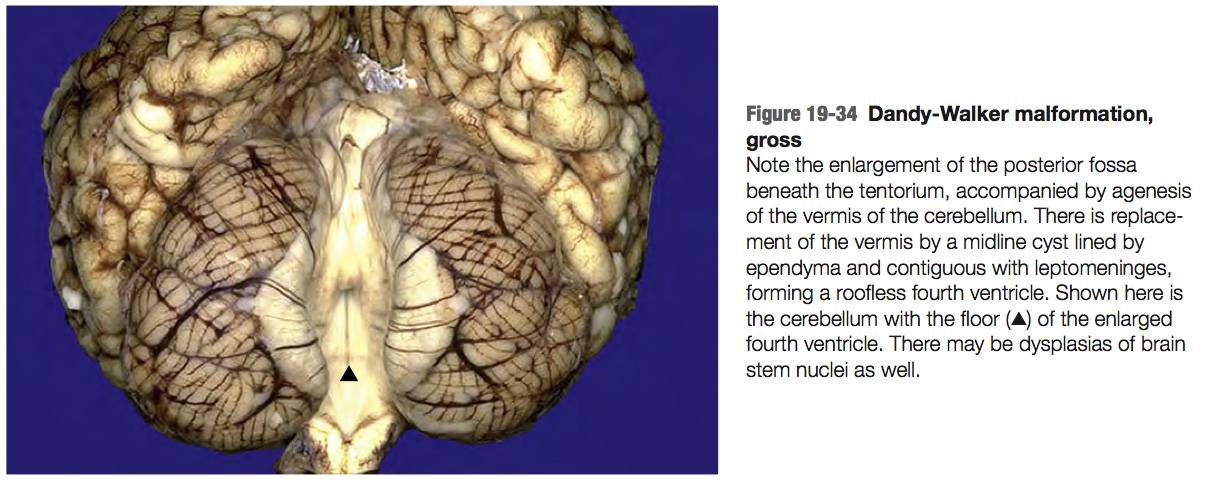 Figure 19-34 Dandy-Walker malformation,
gross
Note the enlargement of the posterior fossa
beneath the tentorium, accompanied by agenesis
of the vermis of the cerebellum. There is replace-
ment of the vermis by a midline cyst lined by
ependyma and contiguous with leptomeninges,
forming a roofless fourth ventricle. Shown here is
the cerebellum with the floor (▲) of the enlarged
fourth ventricle. There may be dysplasias of brain
stem nuclei as well.